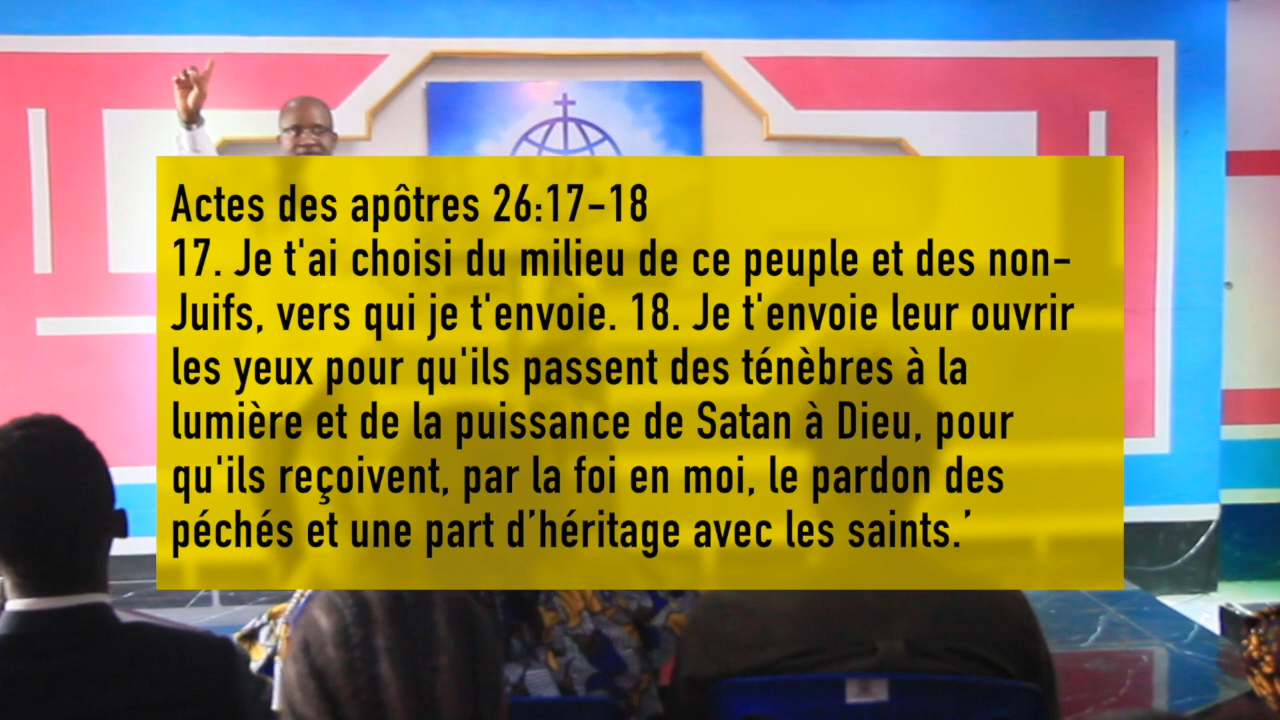 Actes des apôtres 26:17-18
17. Je t'ai choisi du milieu de ce peuple et des non-
Juifs, vers qui je t'envoie. 18. Je t'envoie leur ouvrir
les yeux pour qu'ils passent des ténèbres à la
lumière et de la puissance de Satan à Dieu, pour
qu'ils reçoivent, par la foi en moi, le pardon des
péchés et une part d’héritage avec les saints.’